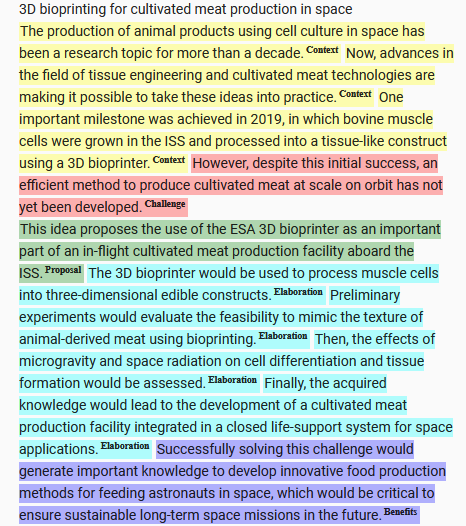 3D bioprinting for cultivated meat production in space
The production of animal products using cell culture in space has
been a research topic for more than a decade. Context Now, advances in
the field of tissue engineering and cultivated meat technologies are
making it possible to take these ideas into practice. Context One
important milestone was achieved in 2019, in which bovine muscle
cells were grown in the ISS and processed into a tissue-like construct
using a 3D bioprinter. Context However, despite this initial success, an
efficient method to produce cultivated meat at scale on orbit has not
yet been developed. Challenge
This idea proposes the use of the ESA 3D bioprinter as an important
part of an in-flight cultivated meat production facility aboard the
ISS. Proposal The 3D bioprinter would be used to process muscle cells
into three-dimensional edible constructs. Elaboration Preliminary
experiments would evaluate the feasibility to mimic the texture of
animal-derived meat using bioprinting. Elaboration Then, the effects of
microgravity and space radiation on cell differentiation and tissue
formation would be assessed. Elaboration Finally, the acquired
knowledge would lead to the development of a cultivated meat
production facility integrated in a closed life-support system for space
applications. Elaboration Successfully solving this challenge would
generate important knowledge to develop innovative food production
methods for feeding astronauts in space, which would be critical to
ensure sustainable long-term space missions in the future. Benefits